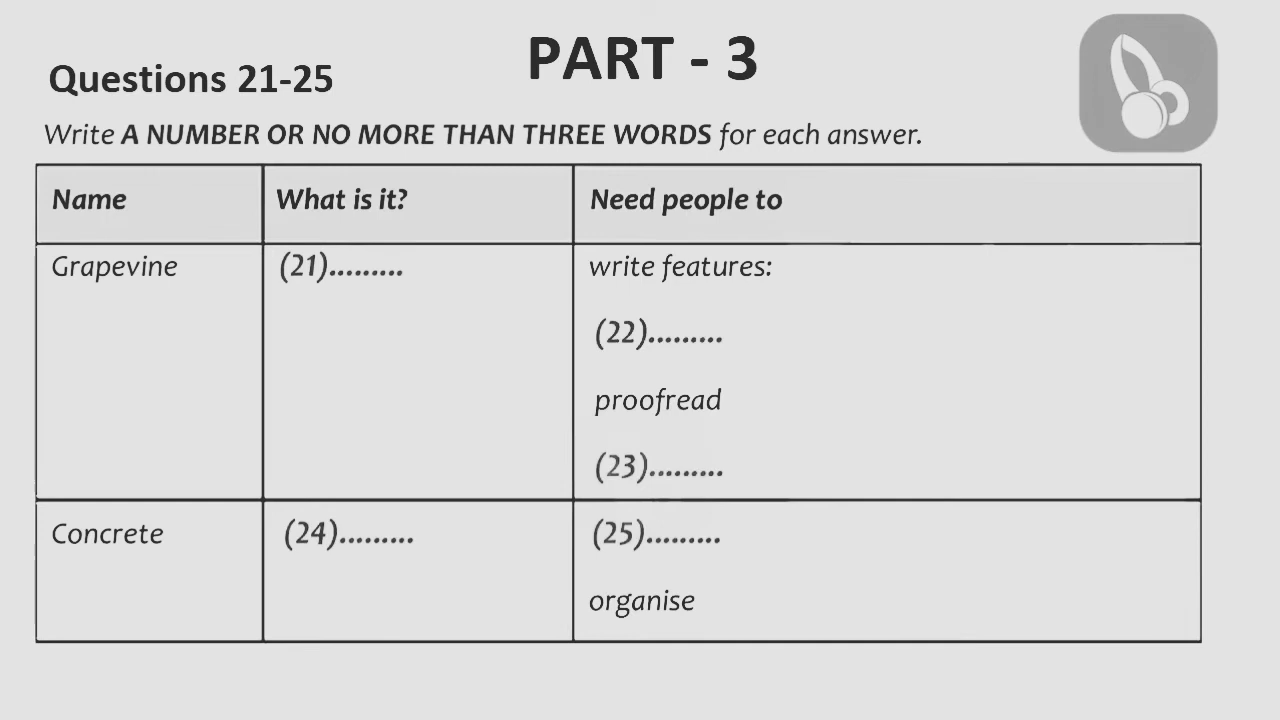 PART - 3
Questions 21-25
Write A NUMBER OR NO MORE THAN THREE WORDS for each answer.
Name What is it? Need people to
Grapevine (21)......... write features:
(22).........
proofread
(23).........
Concrete (24)......... (25).........
organise